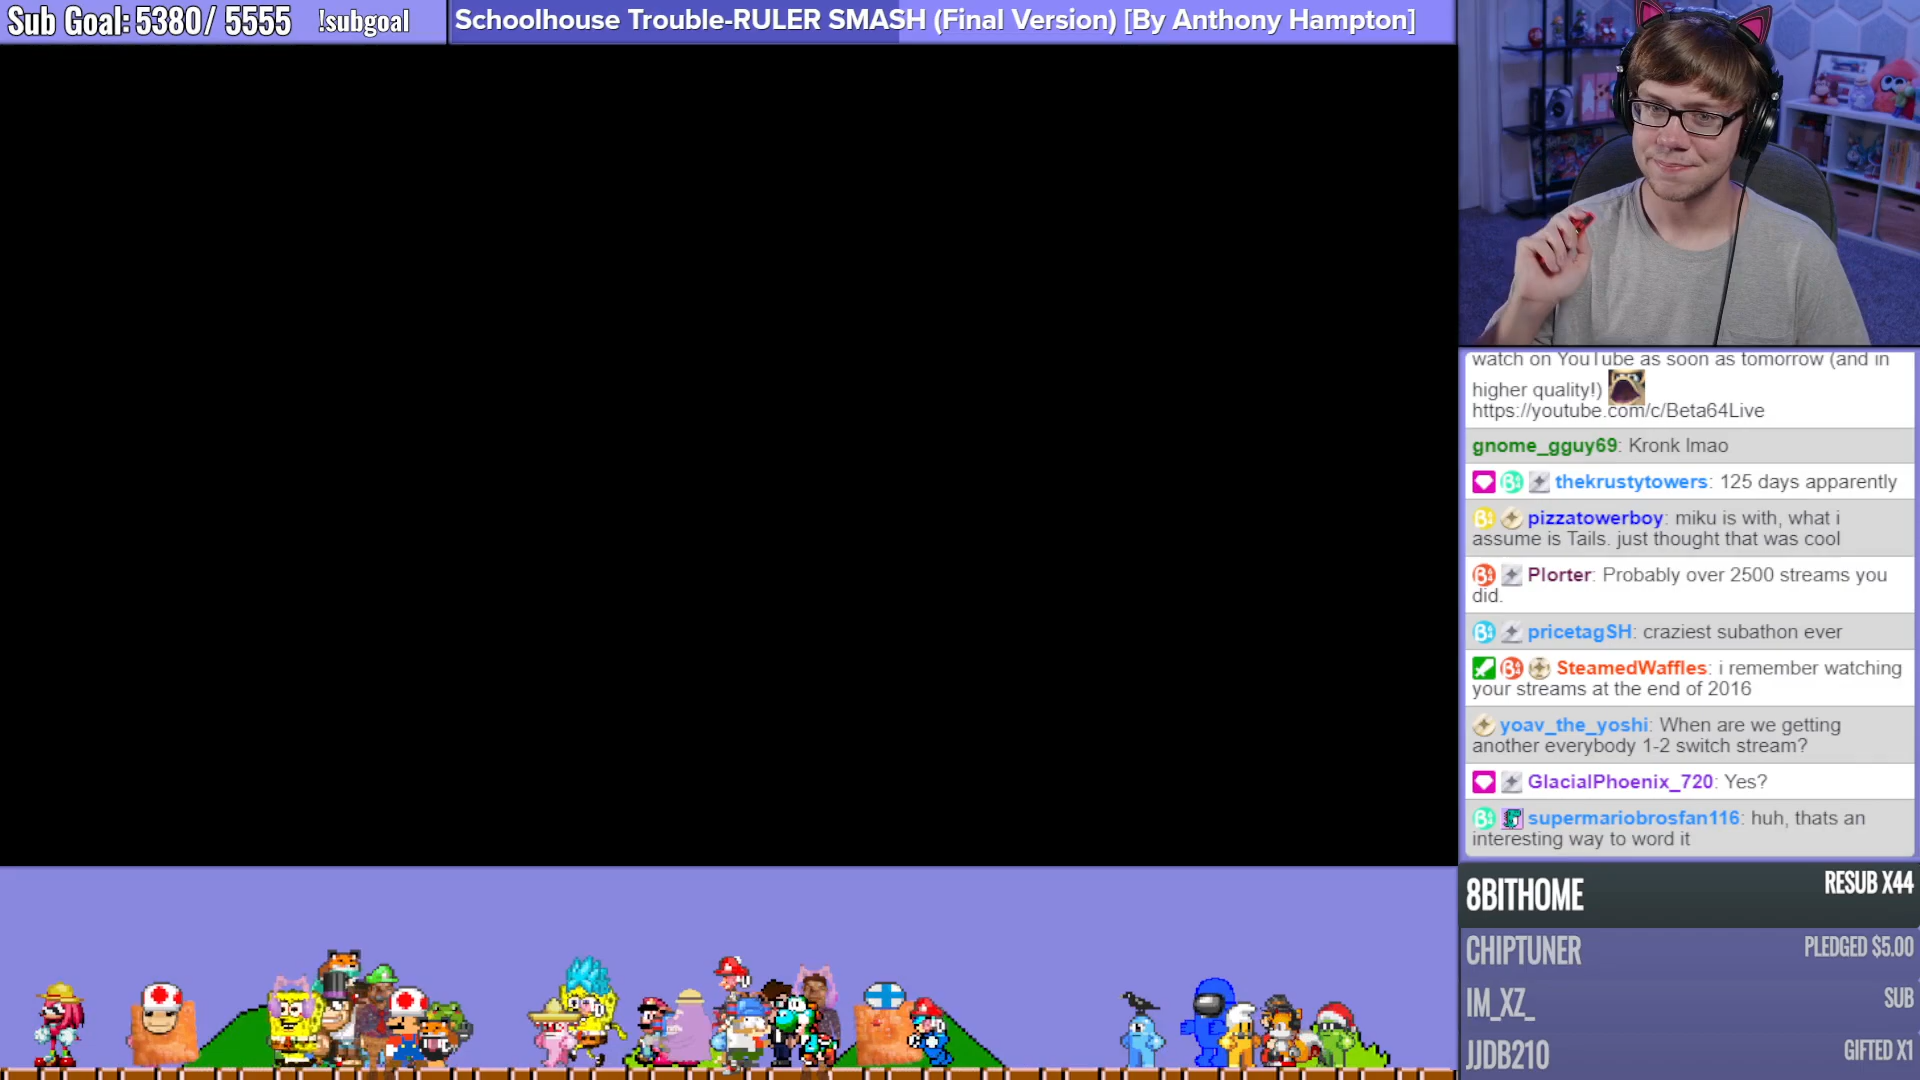 Sub Goal: 5380/ 5555 !subgoal
Schoolhouse Trouble-RULER SMASH (Final Version) [By Anthony Hampton]
watch on YouTube as soon as tomorrow (and in
higher quality!)
https://youtube.com/c/Beta64Live
gnome_gguy69: Kronk lmao
thekrustytowers: 125 days apparently
pizzatowerboy: miku is with, what i
assume is Tails. just thought that was cool
Plorter: Probably over 2500 streams you
did.
pricetagSH: craziest subathon ever
SteamedWaffles: i remember watching
your streams at the end of 2016
yoav_the_yoshi: When are we getting
another everybody 1-2 switch stream?
GlacialPhoenix_720: Yes?
supermariobrosfan116: huh, thats an
interesting way to word it
8BITHOME RESUB X44
CHIPTUNER PLEDGED $5.00
IM_XZ_ SUB
JJDB210 GIFTED X1